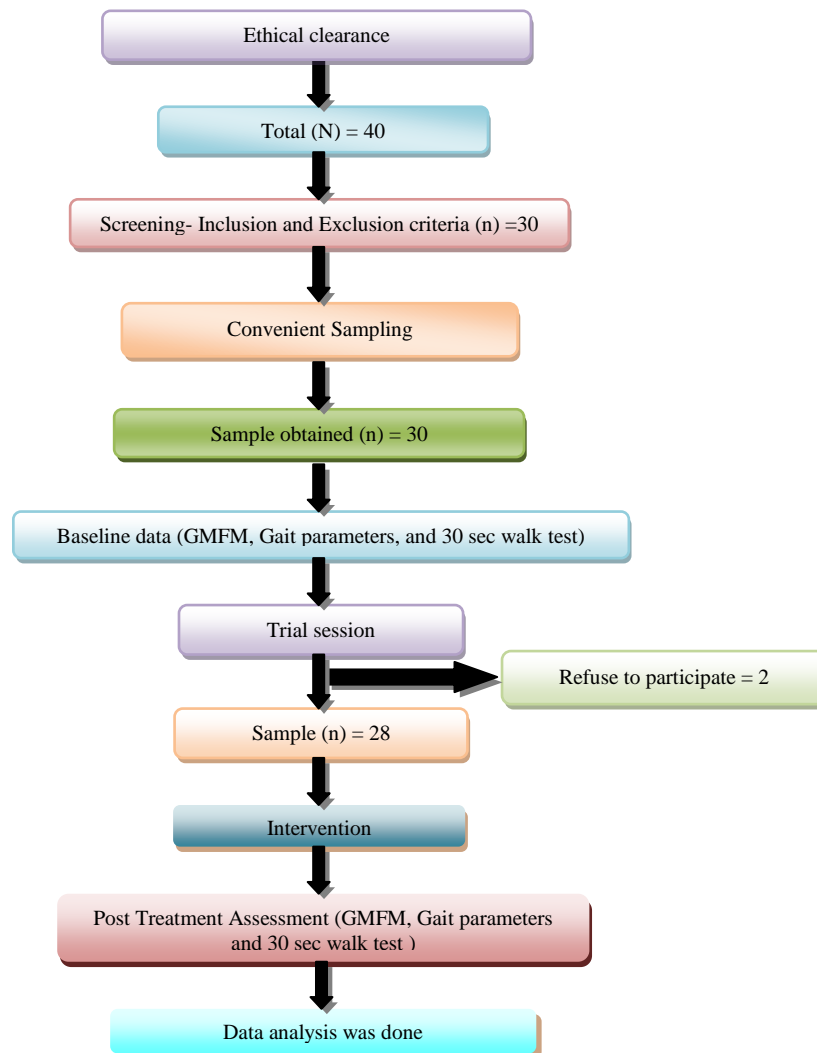 Ethical clearance
Total (N) = 40
Screening- Inclusion and Exclusion criteria (n) =30
Convenient Sampling
Sample obtained (n) = 30
Baseline data (GMFM, Gait parameters, and 30 sec walk test)
Trial session
Refuse to participate = 2
Sample (n) = 28
Intervention
Post Treatment Assessment (GMFM, Gait parameters
and 30 sec walk test )
Data analysis was done